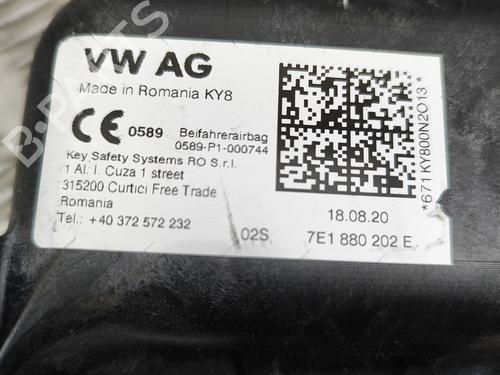 VW AG
Made in Romania KY8
CE 0589 Beifahrerairbag
0589-P1-000744
Key Safety Systems RO S.r.l.
1 Al. I. Cuza 1 street
315200 Curtici Free Trade
Romania
Tel.: +40 372 572 232
02S
*671KY800N2O13*
18.08.20
7E1 880 202 E
B-PARTS